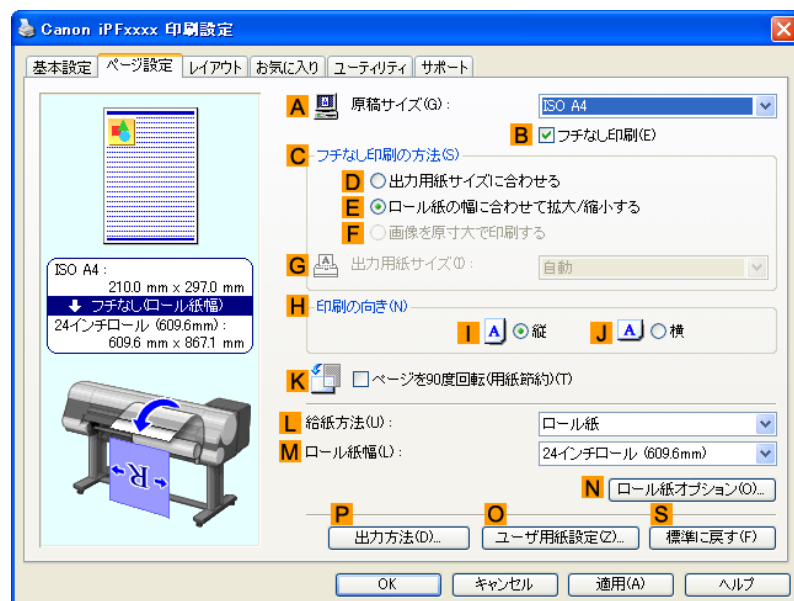 Canon iPFxxxx 印刷設定
基本設定 ページ設定 レイアウト お気に入り ユーティリティ サポート
A 原稿サイズ(G): ISO A4
B フチなし印刷(E)
C フチなし印刷の方法(S)
D 出力用紙サイズに合わせる
E ロール紙の幅に合わせて拡大/縮小する
F 画像を原寸大で印刷する
G 出力用紙サイズ(I): 自動
ISO A4:
210.0 mm x 297.0 mm
フチなし(ロール紙幅)
24インチロール (609.6mm):
609.6 mm x 867.1 mm
H 印刷の向き(N)
I A 縦 J A 横
K ページを90度回転(用紙節約)(T)
L 給紙方法(U): ロール紙
M ロール紙幅(L): 24インチロール (609.6mm)
R
N ロール紙オプション(O)...
P O S
出力方法(D)... ユーザ用紙設定(Z)... 標準に戻す(F)
OK キャンセル 適用(A) ヘルプ